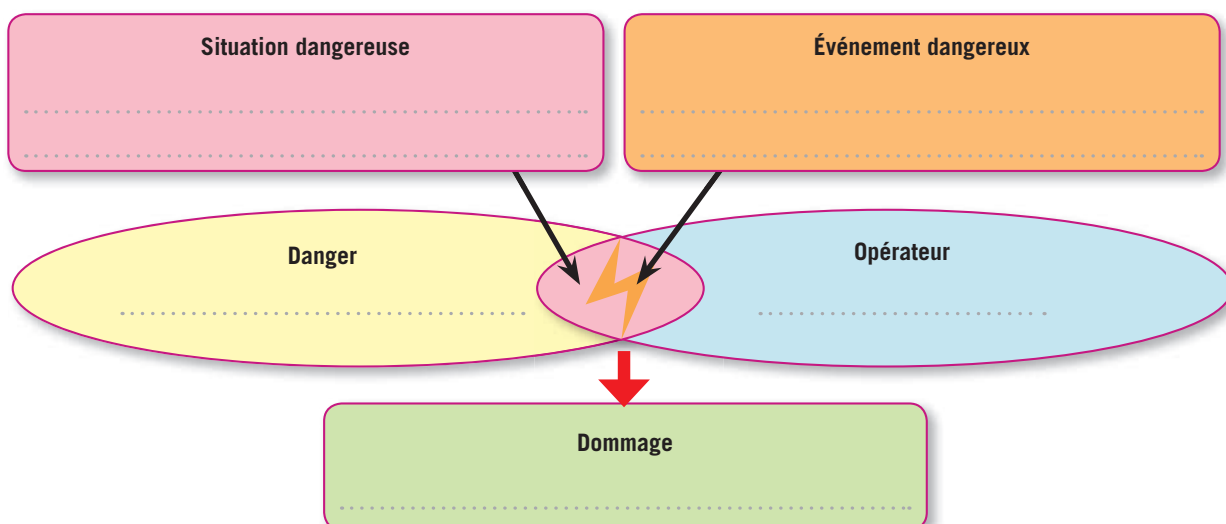 Situation dangereuse
Événement dangereux
Danger
Opérateur
Dommage